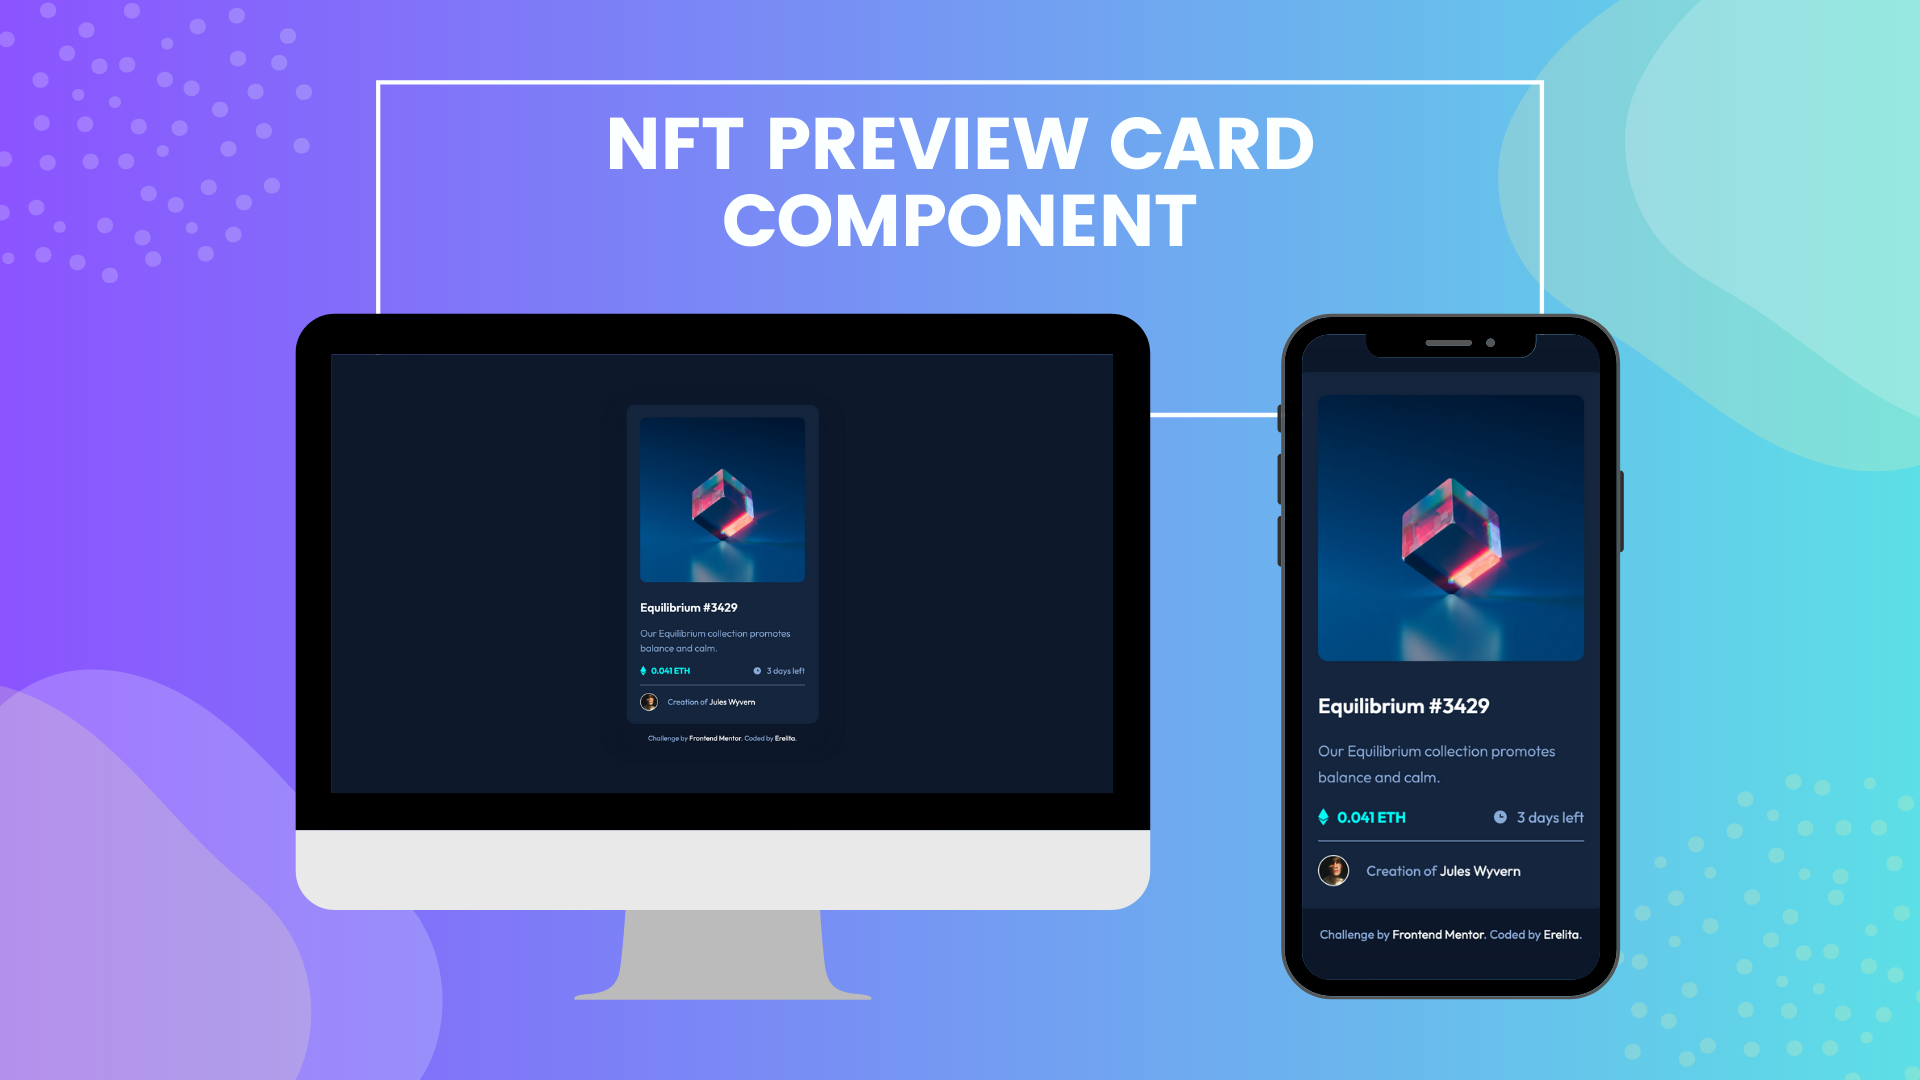 NFT PREVIEW CARD
COMPONENT
Equilibrium #3429
Our Equilibrium collection promotes
balance and calm.
0.041 ETH
3 days left
Creation of Jules Wyvern
Challenge by Frontend Mentor. Coded by Erelita.
Equilibrium #3429
Our Equilibrium collection promotes
balance and calm.
0.041 ETH
3 days left
Creation of Jules Wyvern
Challenge by Frontend Mentor. Coded by Erelita.